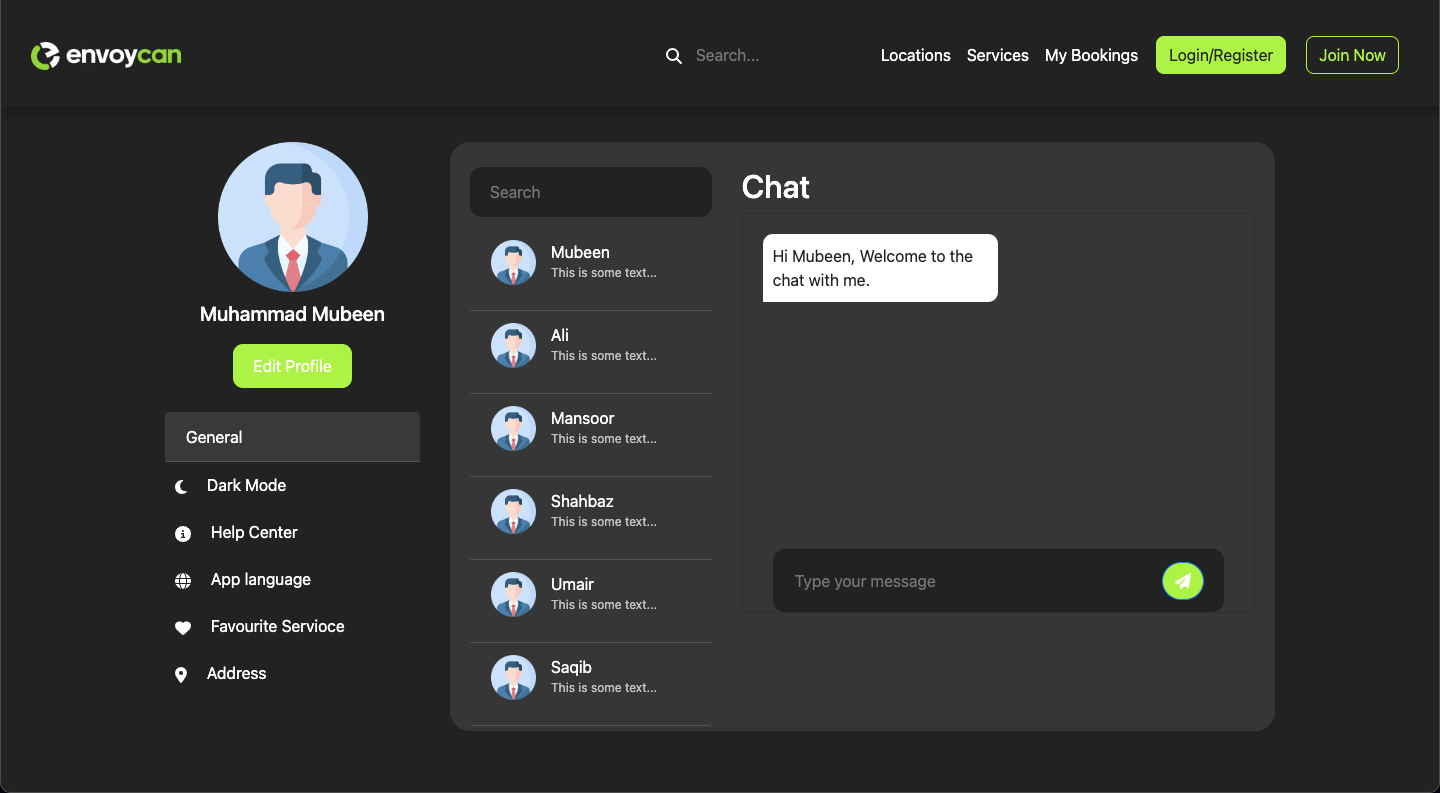 envoycan
Search...
Locations
Services
My Bookings
Login/Register
Join Now
Muhammad Mubeen
Edit Profile
General
Dark Mode
Help Center
App language
Favourite Servioce
Address
Search
Mubeen
This is some text...
Ali
This is some text...
Mansoor
This is some text...
Shahbaz
This is some text...
Umair
This is some text...
Saqib
This is some text...
Chat
Hi Mubeen, Welcome to the
chat with me.
Type your message